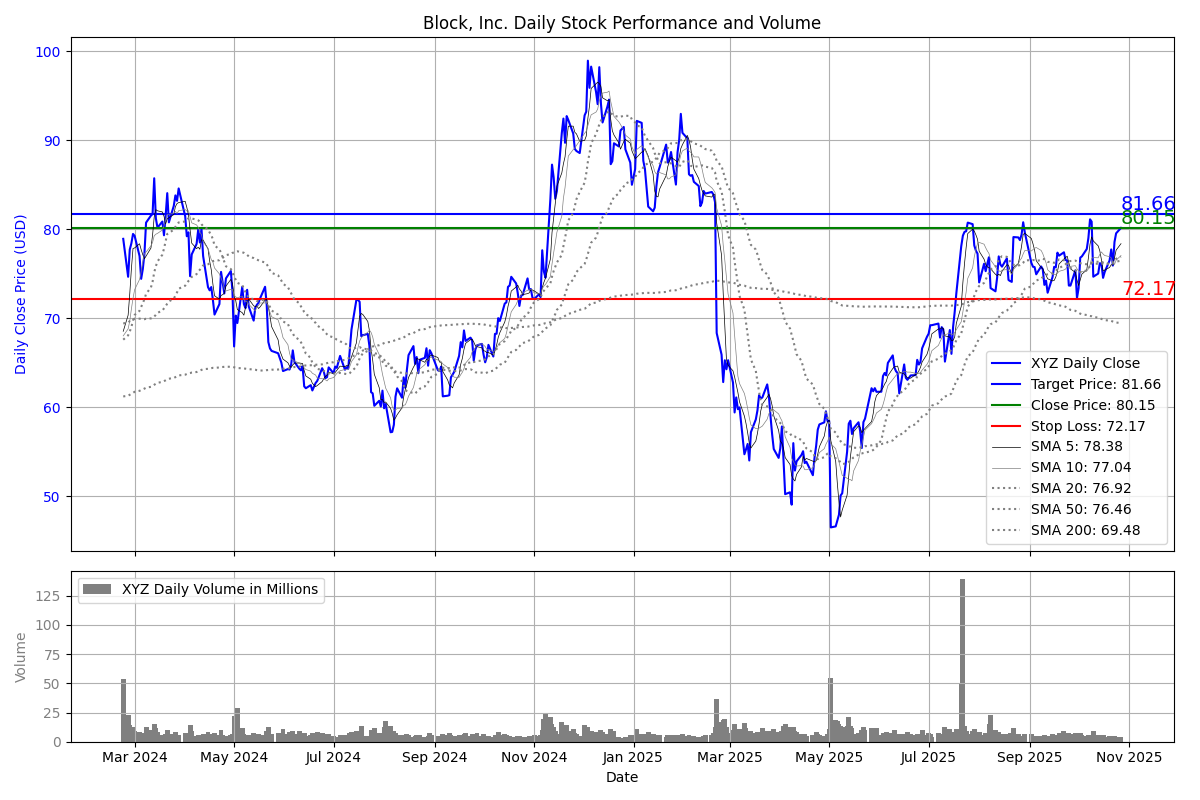 Block, Inc. Daily Stock Performance and Volume
Daily Close Price (USD)
100
90
80
70
60
50
81.66
80.15
72.17
XYZ Daily Close
Target Price: 81.66
Close Price: 80.15
Stop Loss: 72.17
SMA 5: 78.38
SMA 10: 77.04
SMA 20: 76.92
SMA 50: 76.46
SMA 200: 69.48
XYZ Daily Volume in Millions
Volume
125
100
75
50
25
0
Mar 2024
May 2024
Jul 2024
Sep 2024
Nov 2024
Jan 2025
Mar 2025
May 2025
Jul 2025
Sep 2025
Nov 2025
Date